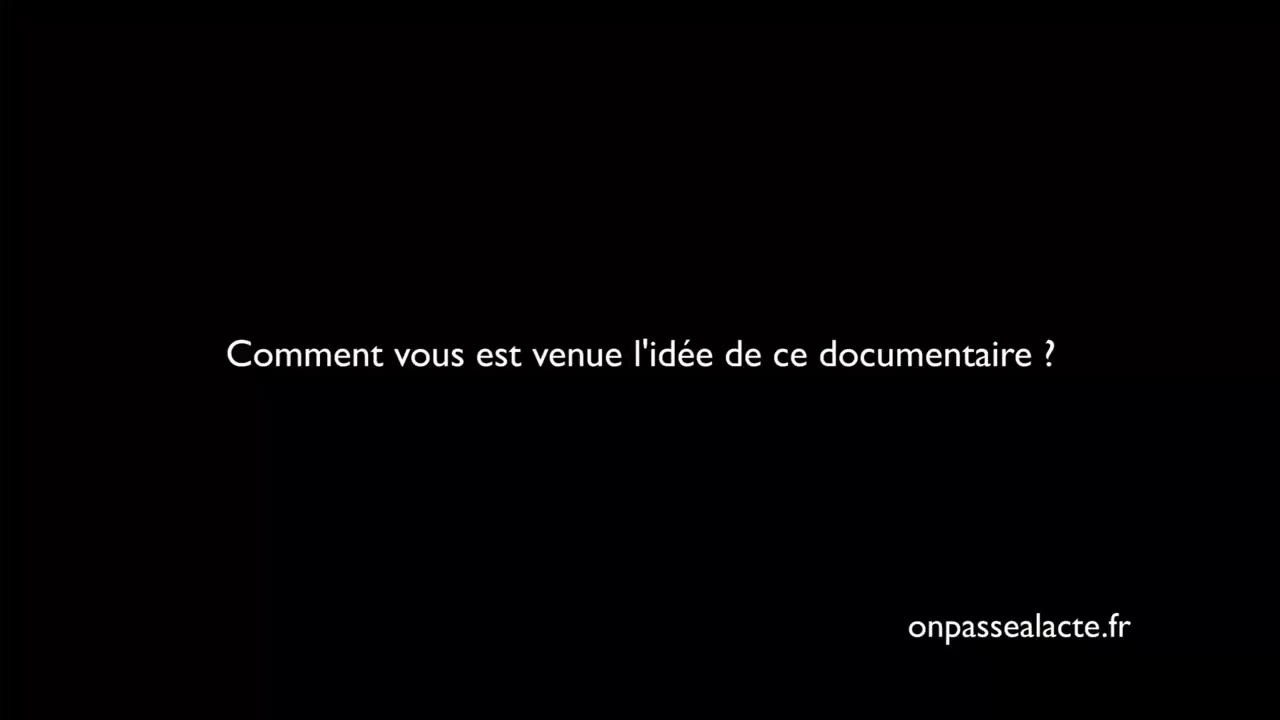 Comment vous est venue l'idée de ce documentaire ?
onpassealacte.fr